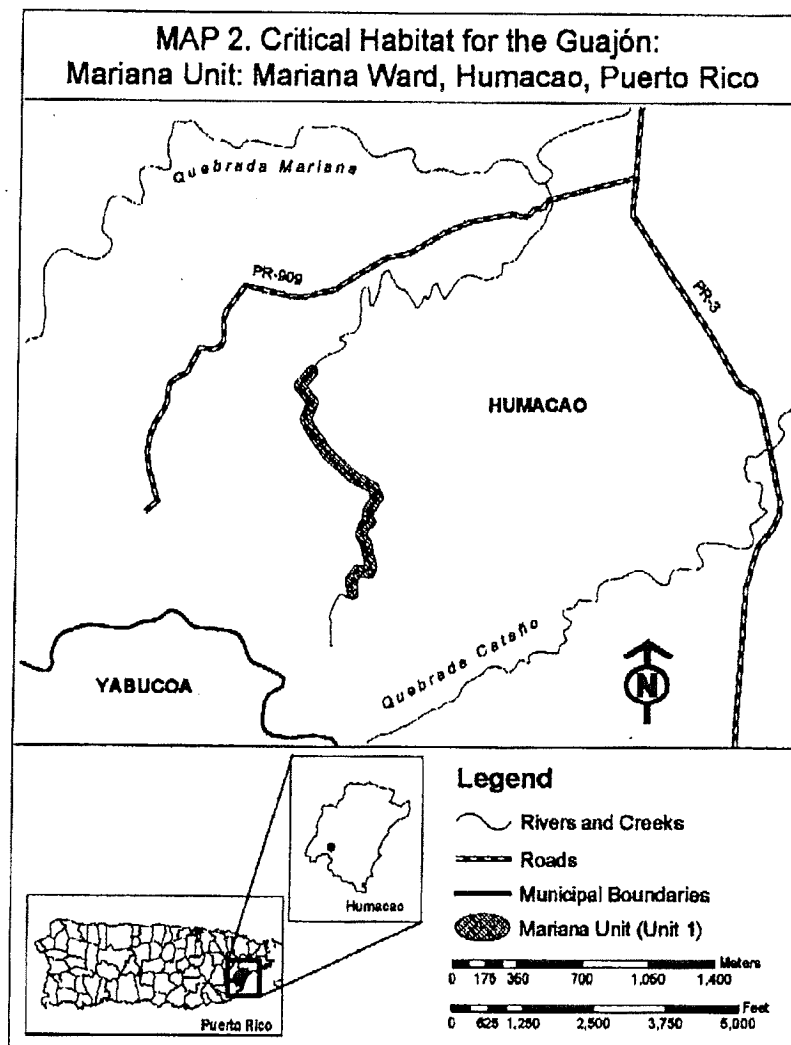 MAP 2. Critical Habitat for the Guajón:
Mariana Unit: Mariana Ward, Humacao, Puerto Rico
Quebrada Mariana
PR-909
PR-3
HUMACAO
Quebrada Cataño
YABUCOA
N
Humacao
Puerto Rico
Legend
Rivers and Creeks
Roads
Municipal Boundaries
Mariana Unit (Unit 1)
Meters
0 175 350 700 1,050 1,400
Feet
0 625 1,250 2,500 3,750 5,000